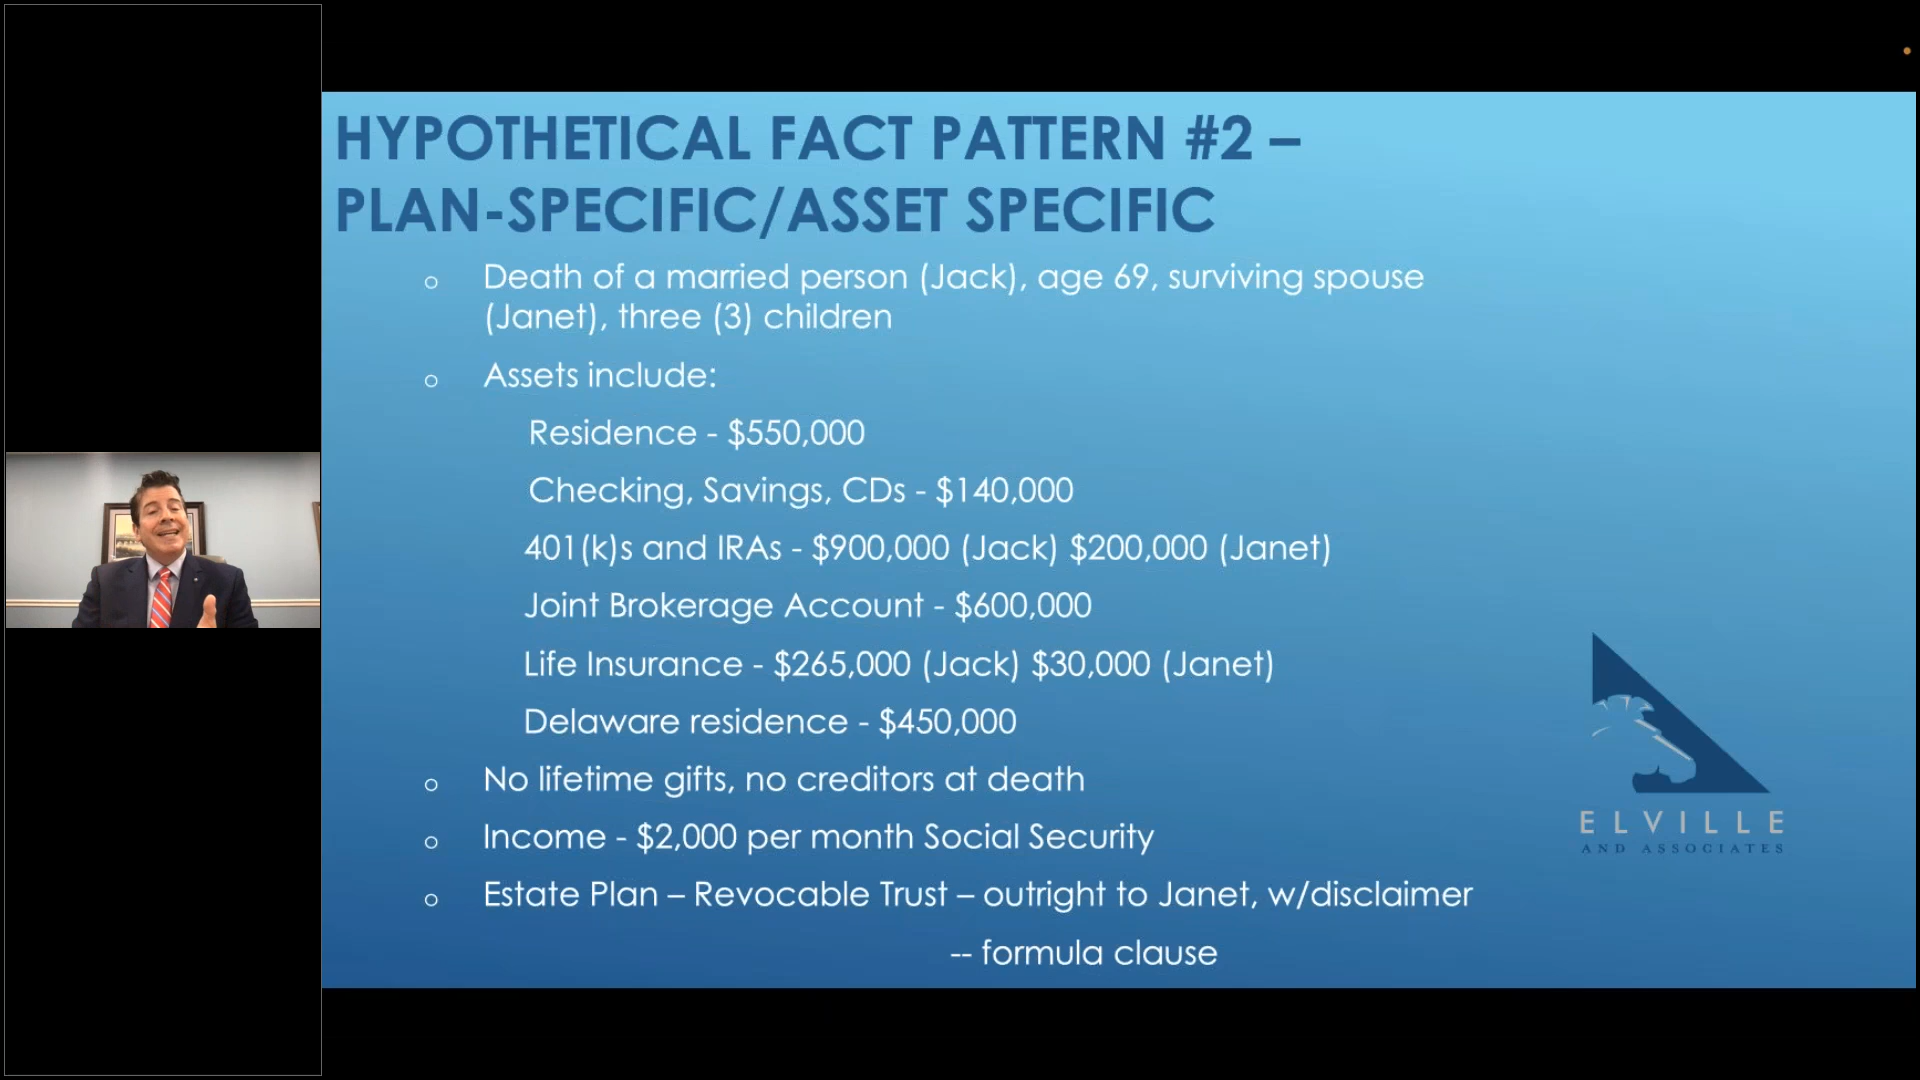 HYPOTHETICAL FACT PATTERN #2 –
PLAN-SPECIFIC/ASSET SPECIFIC
Death of a married person (Jack), age 69, surviving spouse
(Janet), three (3) children
Assets include:
Residence - $550,000
Checking, Savings, CDs - $140,000
401(k)s and IRAs - $900,000 (Jack) $200,000 (Janet)
Joint Brokerage Account - $600,000
Life Insurance - $265,000 (Jack) $30,000 (Janet)
Delaware residence - $450,000
No lifetime gifts, no creditors at death
Income - $2,000 per month Social Security
Estate Plan – Revocable Trust – outright to Janet, w/disclaimer
-- formula clause
ELVILLE
AND ASSOCIATES